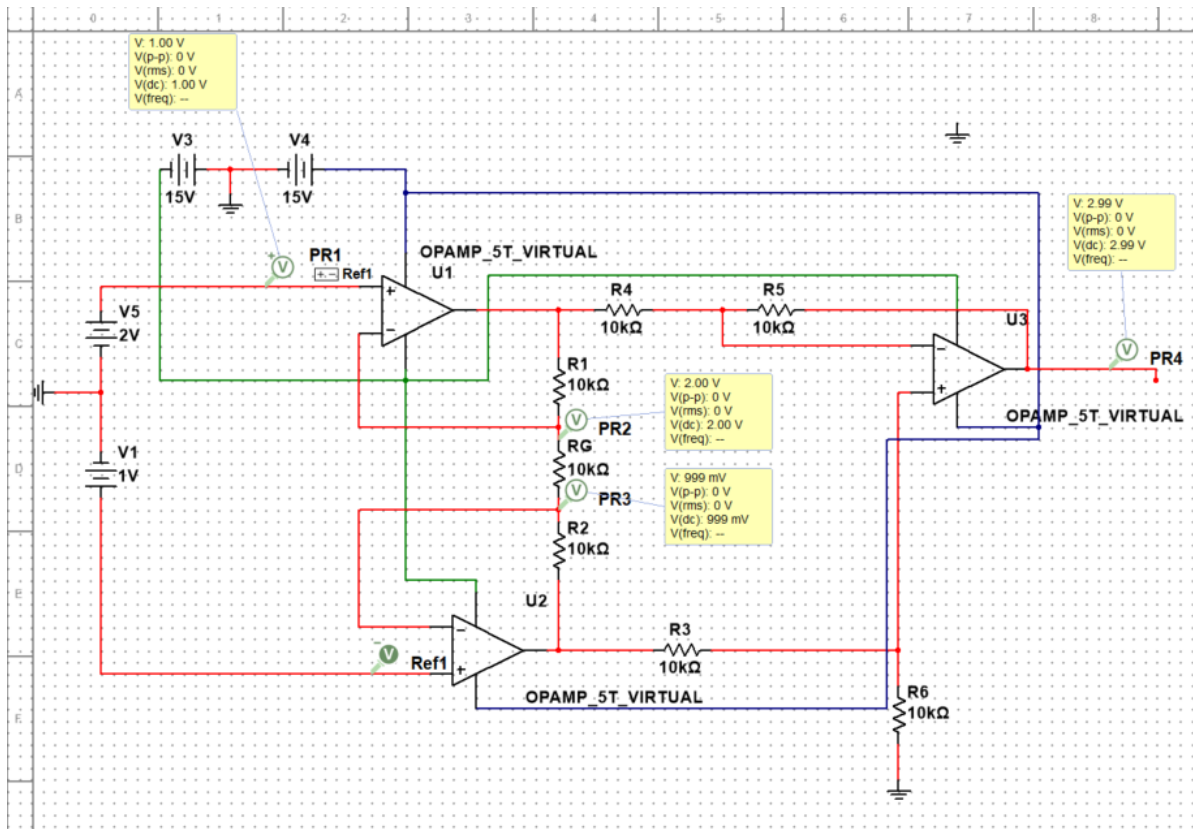 0 2 3 4 5 6 7 8
V: 1.00 V
V(p-p): 0 V
V(rms): 0 V
V(dc): 1.00 V
V(freq): --
A
V3
V4
15V
15V
B
V: 2.99 V
V(p-p): 0 V
V(rms): 0 V
V(dc): 2.99 V
V(freq): --
PR1
+ V
+ - Ref1
OPAMP_5T_VIRTUAL
U1
+
-
R4
10kΩ
R5
10kΩ
U3
-
+
V
PR4
OPAMP_5T_VIRTUAL
V5
2V
C
R1
10kΩ
V: 2.00 V
V(p-p): 0 V
V(rms): 0 V
V(dc): 2.00 V
V(freq): --
V
PR2
D
V1
1V
RG
10kΩ
V
PR3
V: 999 mV
V(p-p): 0 V
V(rms): 0 V
V(dc): 999 mV
V(freq): --
R2
10kΩ
E
U2
-
+
- V
Ref1
R3
10kΩ
OPAMP_5T_VIRTUAL
R6
10kΩ
F